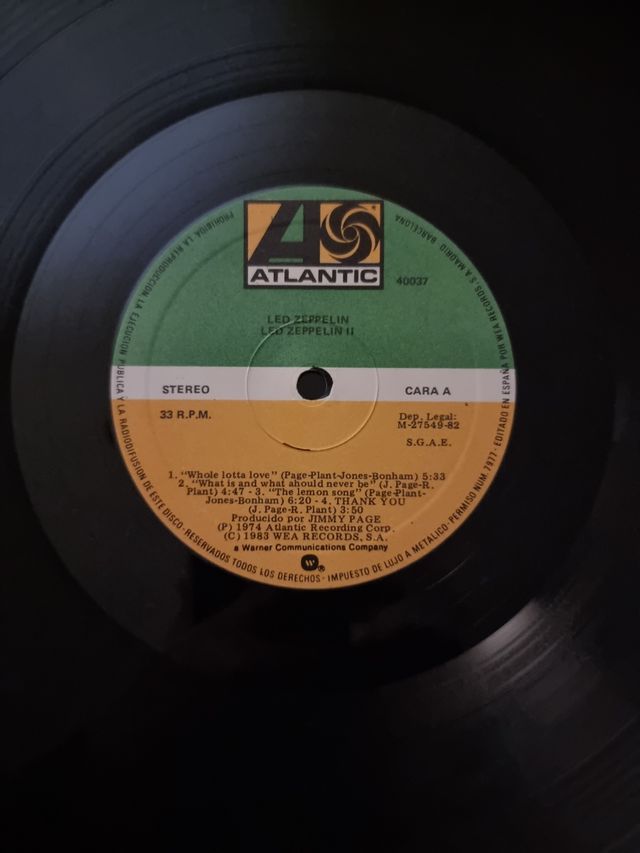 ATLANTIC
40037
LED ZEPPELIN
LED ZEPPELIN II
STEREO
CARA A
33 R.P.M.
Dep. Legal:
M-27549-82
S.G.A.E.
1. "Whole lotta love" (Page-Plant-Jones-Bonham) 5:33
2. "What is and what ahould never be" (J. Page-R.
Plant) 4:47 - 3. "The lemon song" (Page-Plant-
Jones-Bonham) 6:20 - 4. THANK YOU
(J. Page-R. Plant) 3:50
Producido por JIMMY PAGE
(P) 1974 Atlantic Recording Corp.
(C) 1983 WEA RECORDS, S.A.
a Warner Communications Company
W®
PROHIBIDA LA REPRODUCCION LA EJECUCION PUBLICA Y LA RADIODIFUSION DE ESTE DISCO - RESERVADOS TODOS LOS DERECHOS - IMPUESTO DE LUJO A METALICO - PERMISO NUM. 7977 - EDITADO EN ESPAÑA POR WEA RECORDS, S.A. MADRID BARCELONA